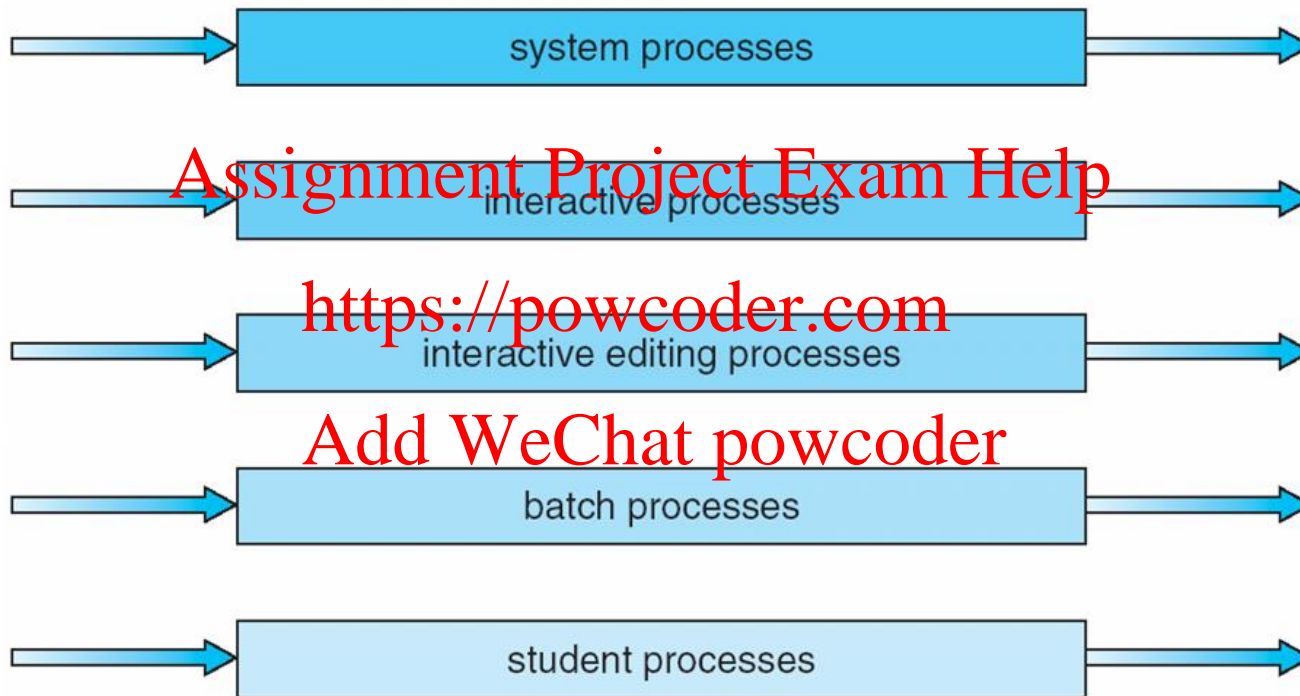 system processes
Assignment Project Exam Help
interactive processes
https://powcoder.com
interactive editing processes
Add WeChat powcoder
batch processes
student processes